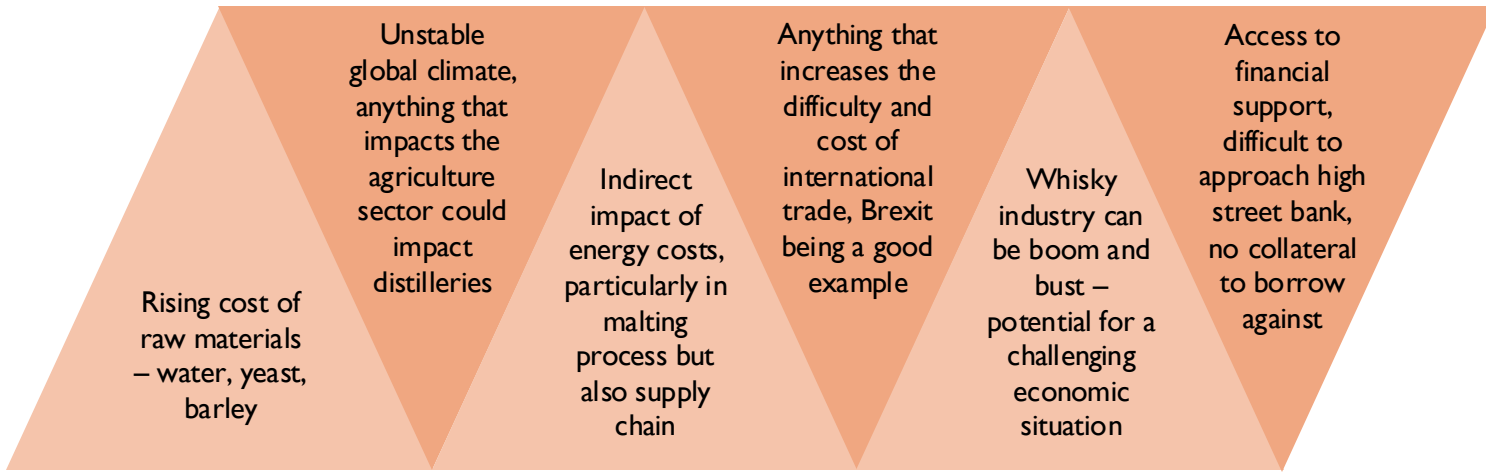 Rising cost of
raw materials
– water, yeast,
barley
Unstable
global climate,
anything that
impacts the
agriculture
sector could
impact
distilleries
Indirect
impact of
energy costs,
particularly in
malting
process but
also supply
chain
Anything that
increases the
difficulty and
cost of
international
trade, Brexit
being a good
example
Whisky
industry can
be boom and
bust –
potential for a
challenging
economic
situation
Access to
financial
support,
difficult to
approach high
street bank,
no collateral
to borrow
against